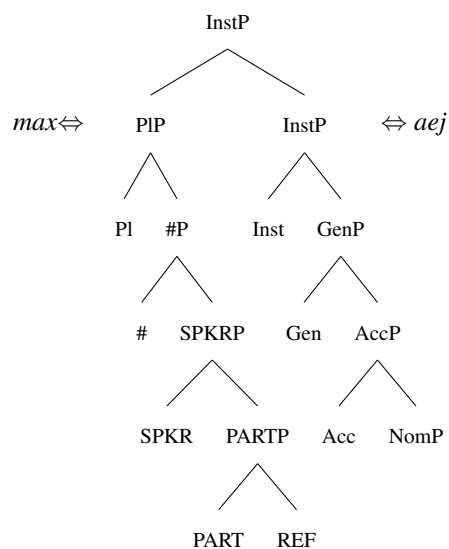 InstP
max⇔ PlP InstP ⇔ aej
Pl #P Inst GenP
# SPKRP Gen AccP
SPKR PARTP Acc NomP
PART REF